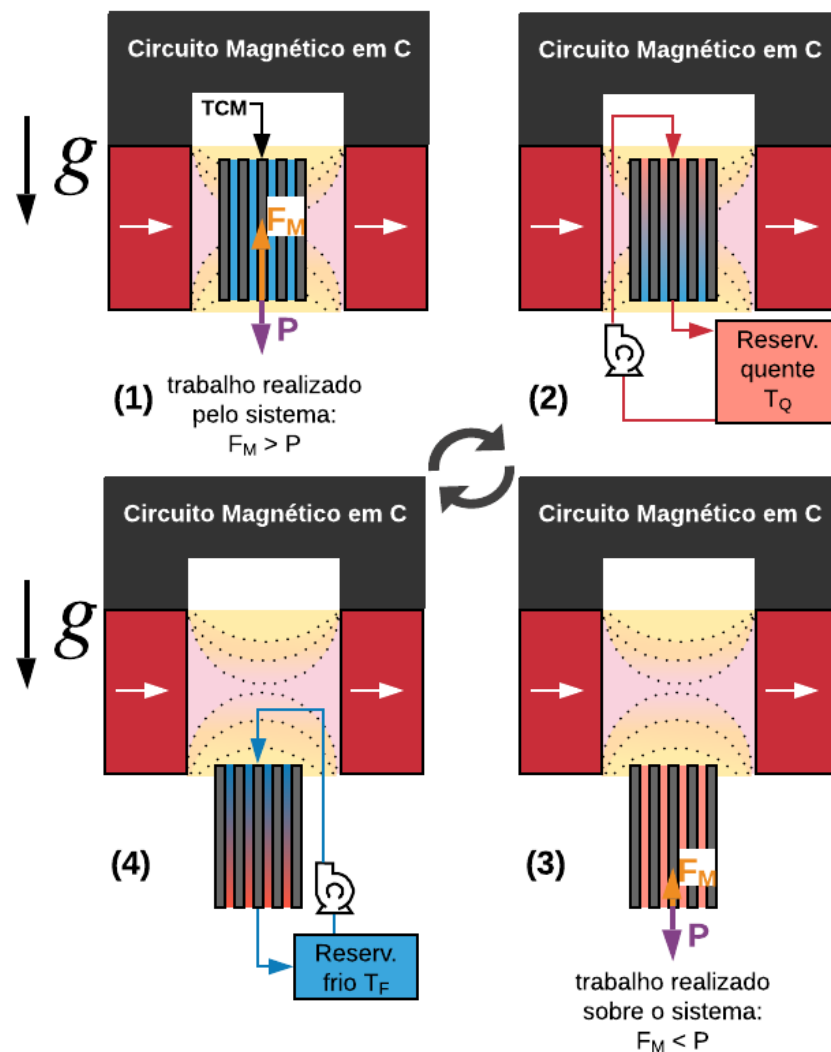 Circuito Magnético em C
TCM
g
F_M
P
(1)
trabalho realizado
pelo sistema:
F_M > P
Circuito Magnético em C
(2)
Reserv.
quente
T_Q
Circuito Magnético em C
g
(4)
Reserv.
frio T_F
Circuito Magnético em C
(3)
F_M
P
trabalho realizado
sobre o sistema:
F_M < P